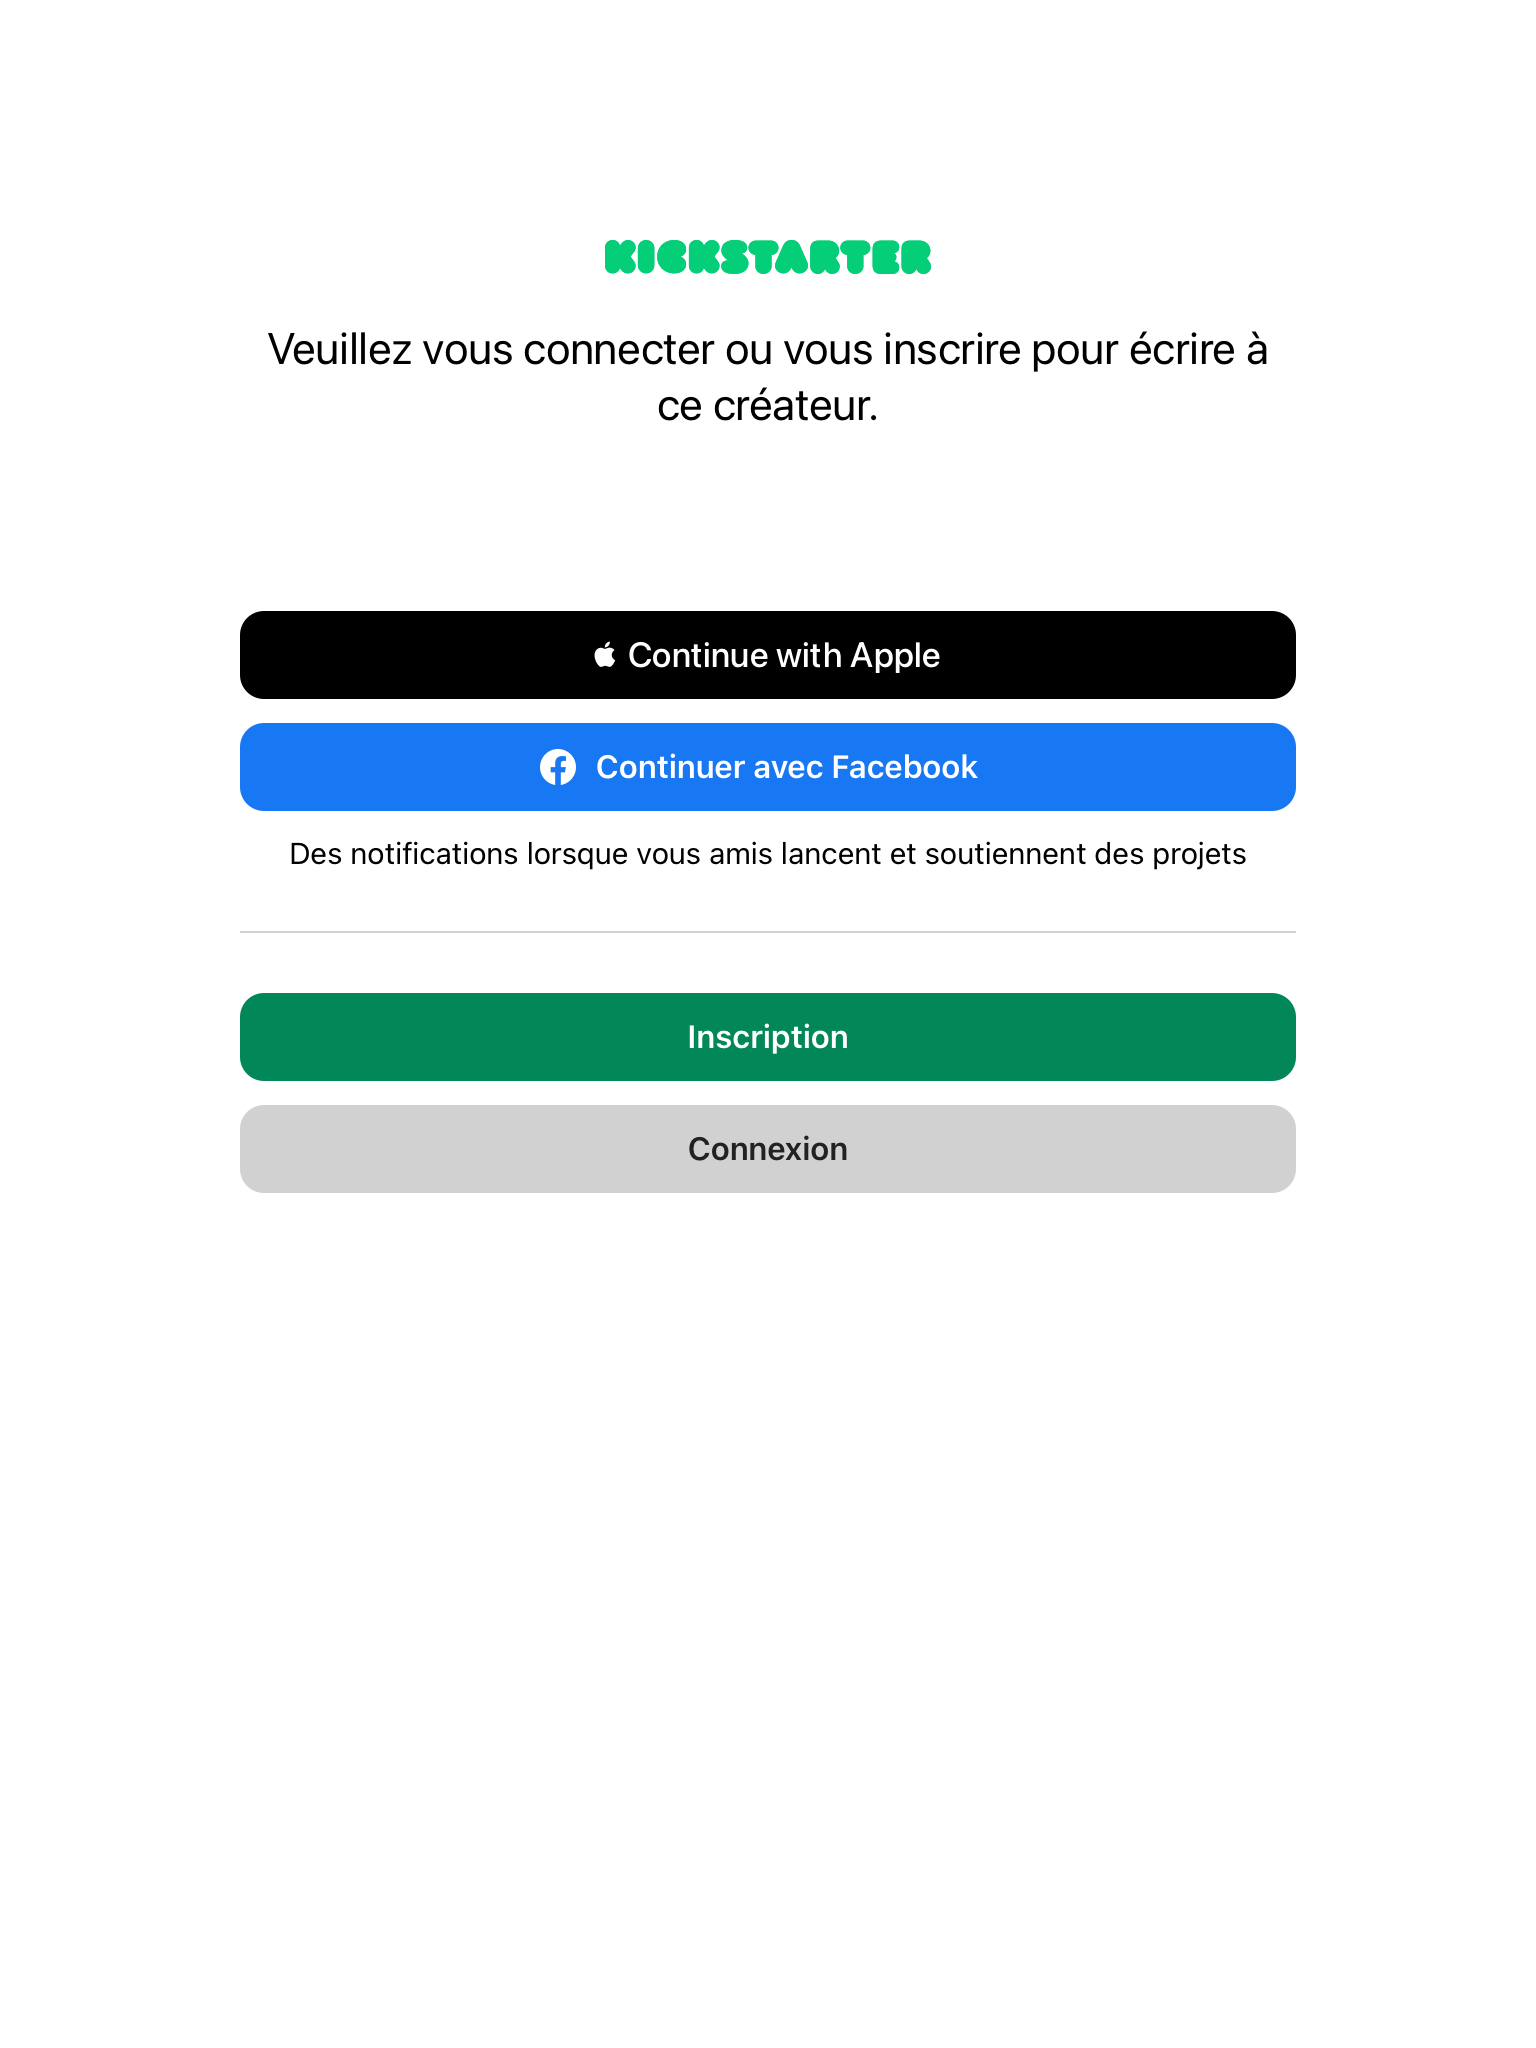 KICKSTARTER
Veuillez vous connecter ou vous inscrire pour écrire à
ce créateur.
Continue with Apple
Continuer avec Facebook
Des notifications lorsque vous amis lancent et soutiennent des projets
Inscription
Connexion